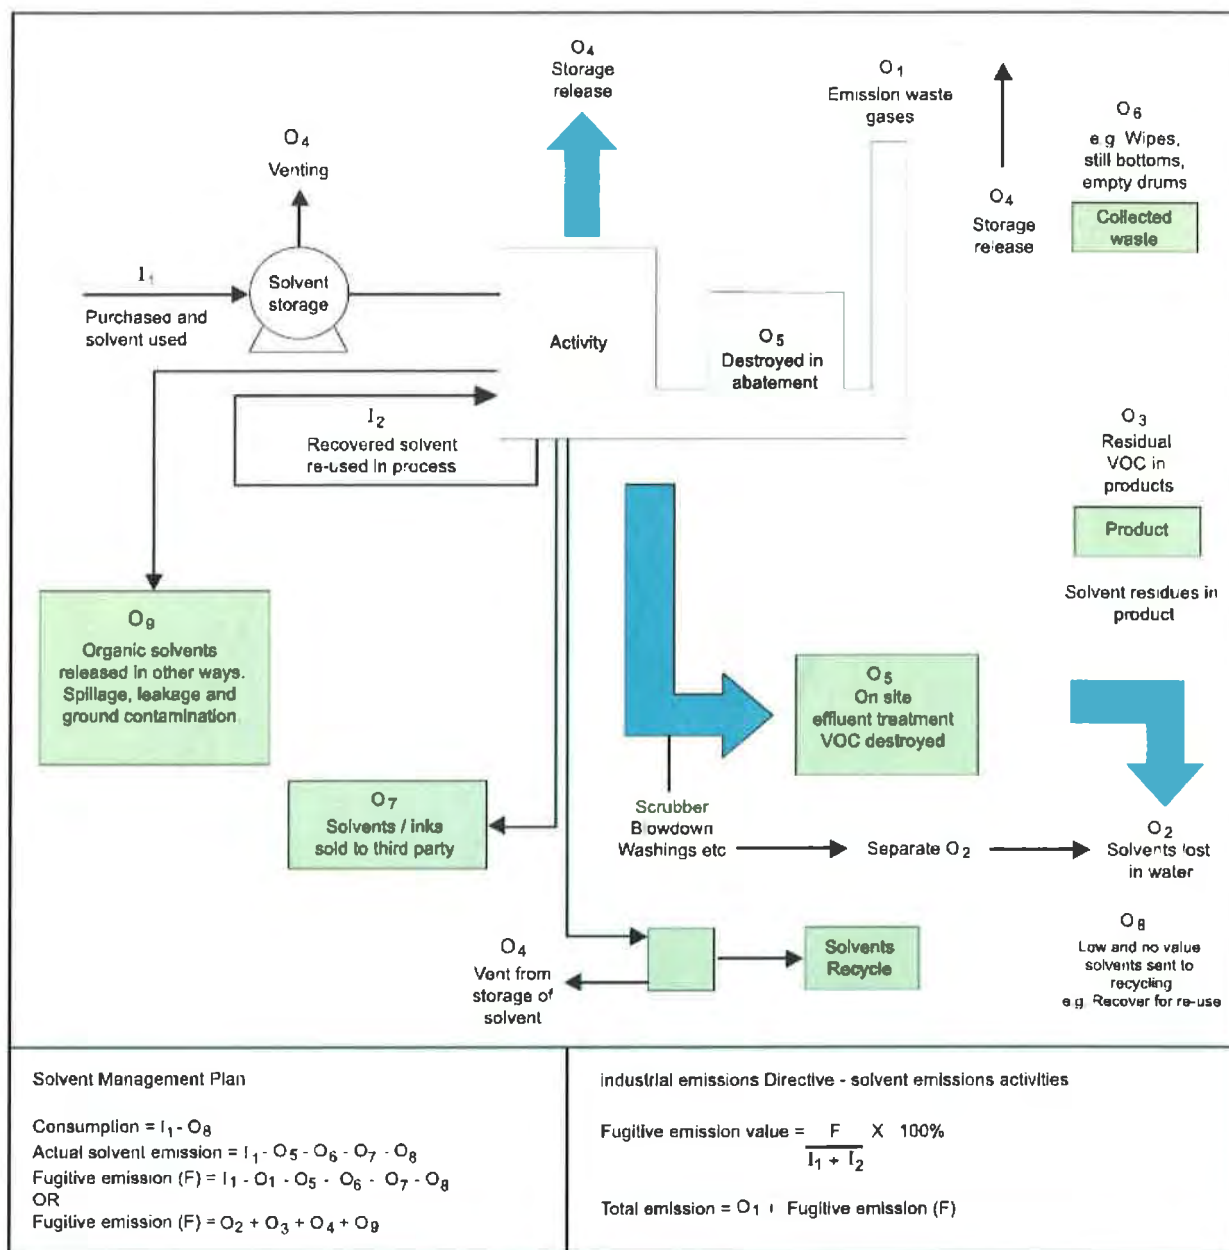 O4
Storage
release
O1
Emission waste
gases
O6
e.g Wipes,
still bottoms,
empty drums
Collected
waste
O4
Venting
O4
Storage
release
I1
Purchased and
solvent used
Solvent
storage
Activity
O5
Destroyed in
abatement
I2
Recovered solvent
re-used in process
O3
Residual
VOC in
products
Product
Solvent residues in
product
O9
Organic solvents
released in other ways.
Spillage, leakage and
ground contamination
O5
On site
effluent treatment
VOC destroyed
O7
Solvents / inks
sold to third party
Scrubber
Blowdown
Washings etc
Separate O2
O2
Solvents lost
in water
O4
Vent from
storage of
solvent
Solvents
Recycle
O8
Low and no value
solvents sent to
recycling
e.g. Recover for re-use
Solvent Management Plan
Consumption = I1 - O8
Actual solvent emission = I1 - O5 - O6 - O7 - O8
Fugitive emission (F) = I1 - O1 - O5 - O6 - O7 - O8
OR
Fugitive emission (F) = O2 + O3 + O4 + O9
industrial emissions Directive - solvent emissions activities
Fugitive emission value = F X 100%
I1 + I2
Total emission = O1 + Fugitive emission (F)